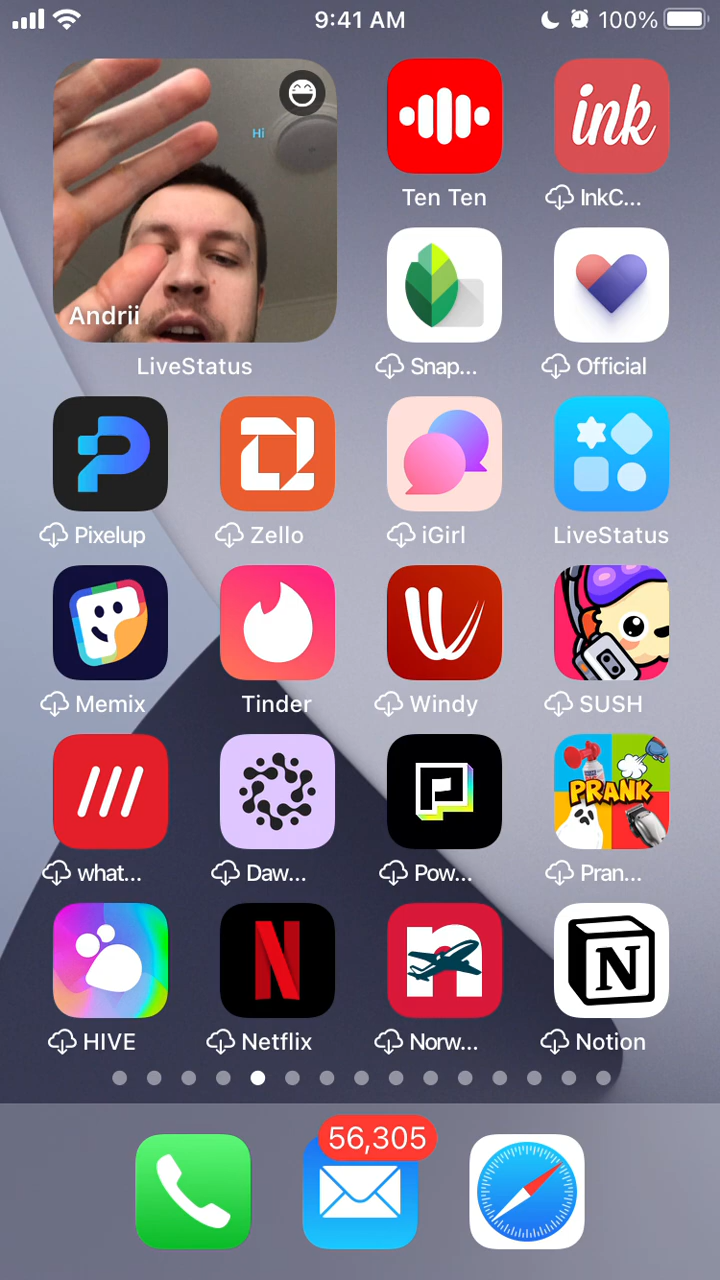 9:41 AM
100%
Hi
Andrii
LiveStatus
Ten Ten
ink
InkC...
Snap...
Official
Pixelup
Zello
iGirl
LiveStatus
Memix
Tinder
Windy
SUSH
what...
Daw...
Pow...
PRANK
Pran...
HIVE
N
Netflix
n
Norw...
N
Notion
56,305